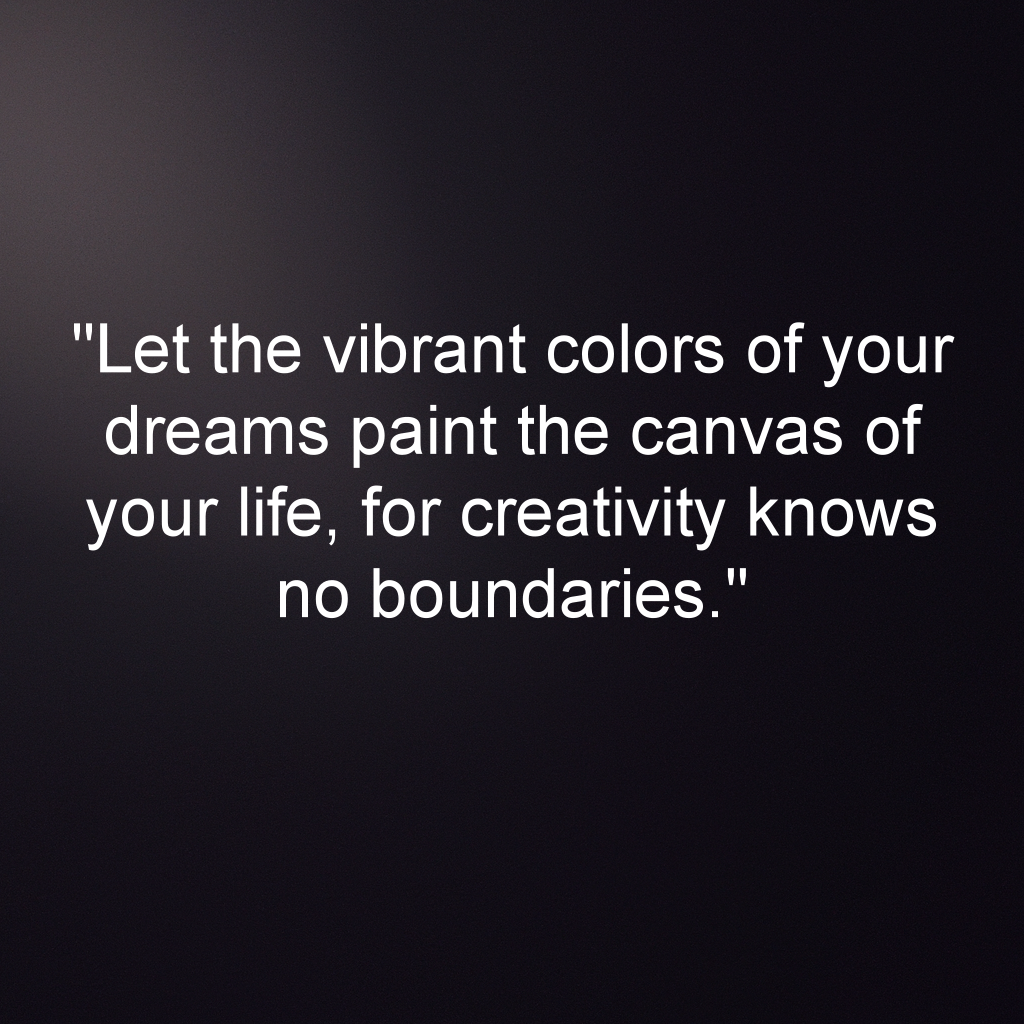 "Let the vibrant colors of your
dreams paint the canvas of
your life, for creativity knows
no boundaries."